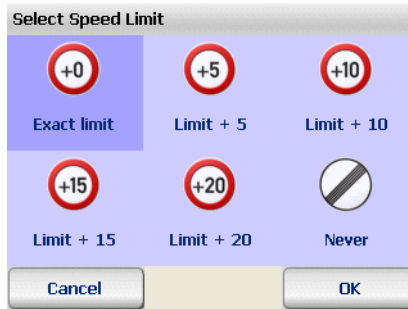 Select Speed Limit
+0 +5 +10
Exact limit Limit + 5 Limit + 10
+15 +20
Limit + 15 Limit + 20 Never
Cancel OK